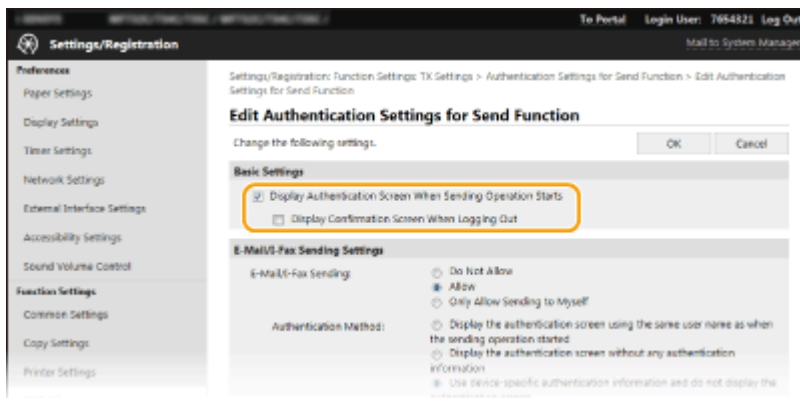 To Portal Login User: 7654321 Log Out
Settings/Registration
Mail to System Manager
Preferences
Paper Settings
Display Settings
Timer Settings
Network Settings
External Interface Settings
Accessibility Settings
Sound Volume Control
Function Settings
Common Settings
Copy Settings
Printer Settings
Settings/Registration: Function Settings: TX Settings > Authentication Settings for Send Function > Edit Authentication
Settings for Send Function
Edit Authentication Settings for Send Function
Change the following settings.
OK
Cancel
Basic Settings
Display Authentication Screen When Sending Operation Starts
Display Confirmation Screen When Logging Out
E-Mail/I-Fax Sending Settings
E-Mail/I-Fax Sending:
Do Not Allow
Allow
Only Allow Sending to Myself
Authentication Method:
Display the authentication screen using the same user name as when
the sending operation started
Display the authentication screen without any authentication
information
Use device-specific authentication information and do not display the